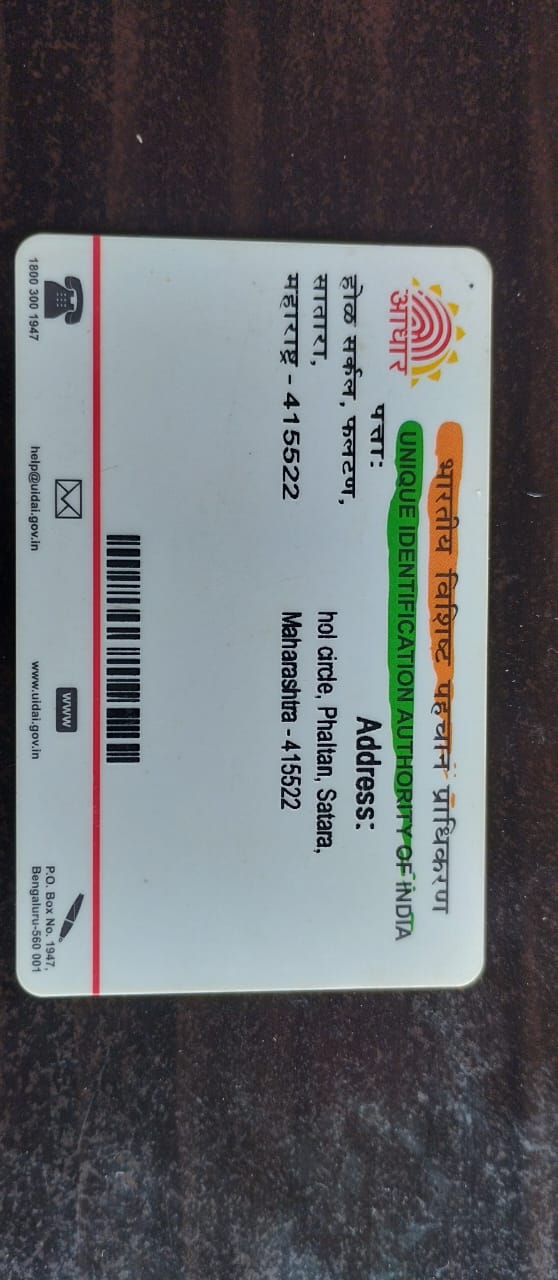 भारतीय विशिष्ट पहचान प्राधिकरण
UNIQUE IDENTIFICATION AUTHORITY OF INDIA
आधार
पत्ता:
होळ सर्कल, फलटण,
सातारा,
महाराष्ट्र - 415522
Address:
hol circle, Phaltan, Satara,
Maharashtra - 415522
1800 300 1947
help@uidai.gov.in
www
www.uidai.gov.in
P.O. Box No. 1947,
Bengaluru-560 001